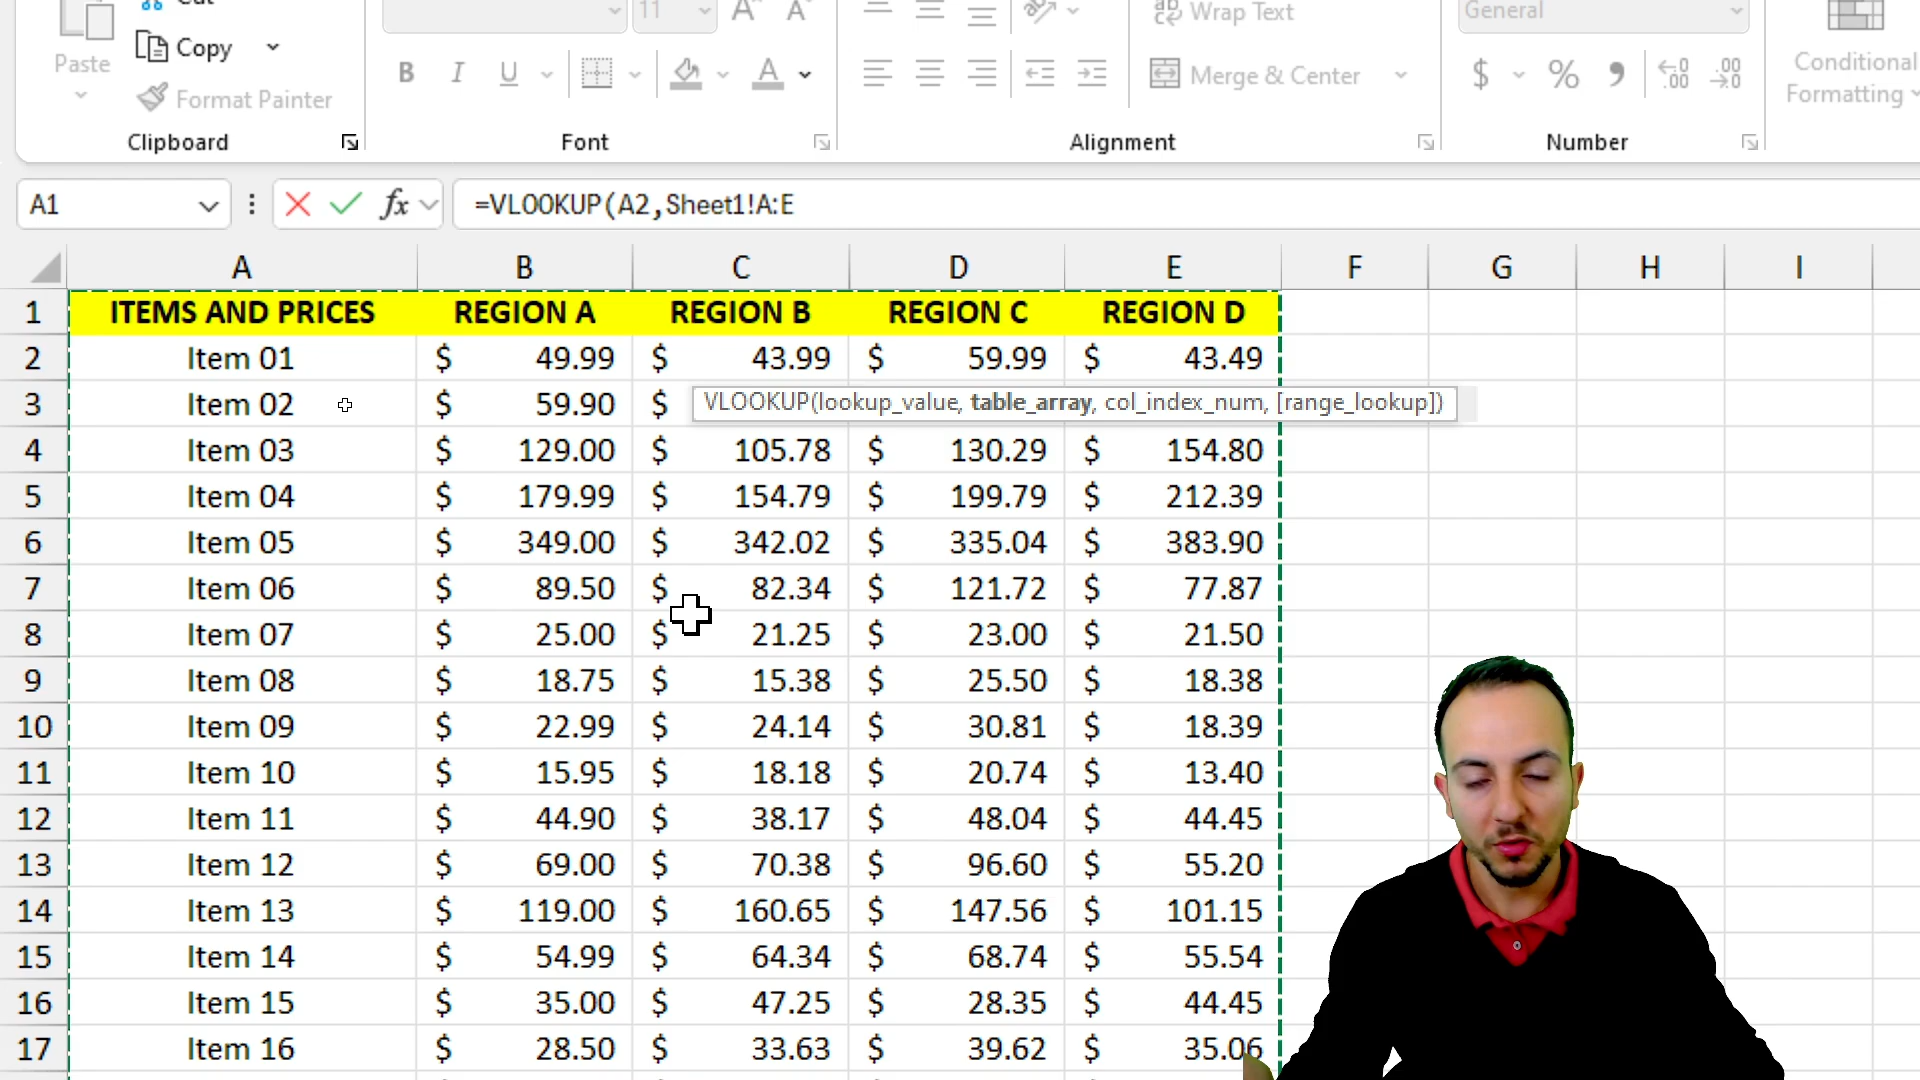 Cut
11
Wrap Text
General
Paste
Copy
B I U
A
Merge & Center
$ % 9
Conditional
Formatting
Format Painter
Clipboard
Font
Alignment
Number
A1
fx
=VLOOKUP(A2,Sheet1!A:E
A B C D E F G H I
1 ITEMS AND PRICES REGION A REGION B REGION C REGION D
2 Item 01 $ 49.99 $ 43.99 $ 59.99 $ 43.49
3 Item 02 $ 59.90 $ VLOOKUP(lookup_value, table_array, col_index_num, [range_lookup])
4 Item 03 $ 129.00 $ 105.78 $ 130.29 $ 154.80
5 Item 04 $ 179.99 $ 154.79 $ 199.79 $ 212.39
6 Item 05 $ 349.00 $ 342.02 $ 335.04 $ 383.90
7 Item 06 $ 89.50 $ 82.34 $ 121.72 $ 77.87
8 Item 07 $ 25.00 $ 21.25 $ 23.00 $ 21.50
9 Item 08 $ 18.75 $ 15.38 $ 25.50 $ 18.38
10 Item 09 $ 22.99 $ 24.14 $ 30.81 $ 18.39
11 Item 10 $ 15.95 $ 18.18 $ 20.74 $ 13.40
12 Item 11 $ 44.90 $ 38.17 $ 48.04 $ 44.45
13 Item 12 $ 69.00 $ 70.38 $ 96.60 $ 55.20
14 Item 13 $ 119.00 $ 160.65 $ 147.56 $ 101.15
15 Item 14 $ 54.99 $ 64.34 $ 68.74 $ 55.54
16 Item 15 $ 35.00 $ 47.25 $ 28.35 $ 44.45
17 Item 16 $ 28.50 $ 33.63 $ 39.62 $ 35.06